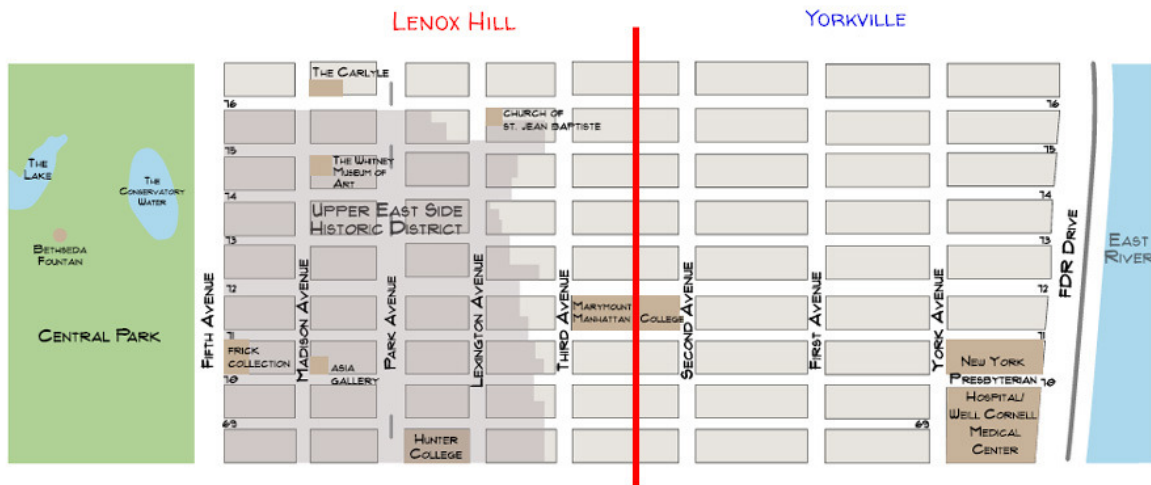 LENOX HILL
YORKVILLE
THE CARLYLE
76
76
CHURCH OF
ST. JEAN BAPTISTE
75
75
THE
LAKE
THE WHITNEY
MUSEUM OF
ART
THE
CONSERVATORY
WATER
74
74
UPPER EAST SIDE
HISTORIC DISTRICT
73
73
BETHSEDA
FOUNTAN
EAST
RIVER
FDR DRIVE
72
72
FIFTH AVENUE
MADISON AVENUE
PARK AVENUE
LEXINGTON AVENUE
THIRD AVENUE
SECOND AVENUE
FIRST AVENUE
YORK AVENUE
MARYMOUNT
MANHATTAN COLLEGE
CENTRAL PARK
71
71
FRICK
COLLECTION
ASIA
GALLERY
70
70
NEW YORK
PRESBYTERIAN
HOSPITAL/
WEILL CORNELL
MEDICAL
CENTER
69
69
HUNTER
COLLEGE